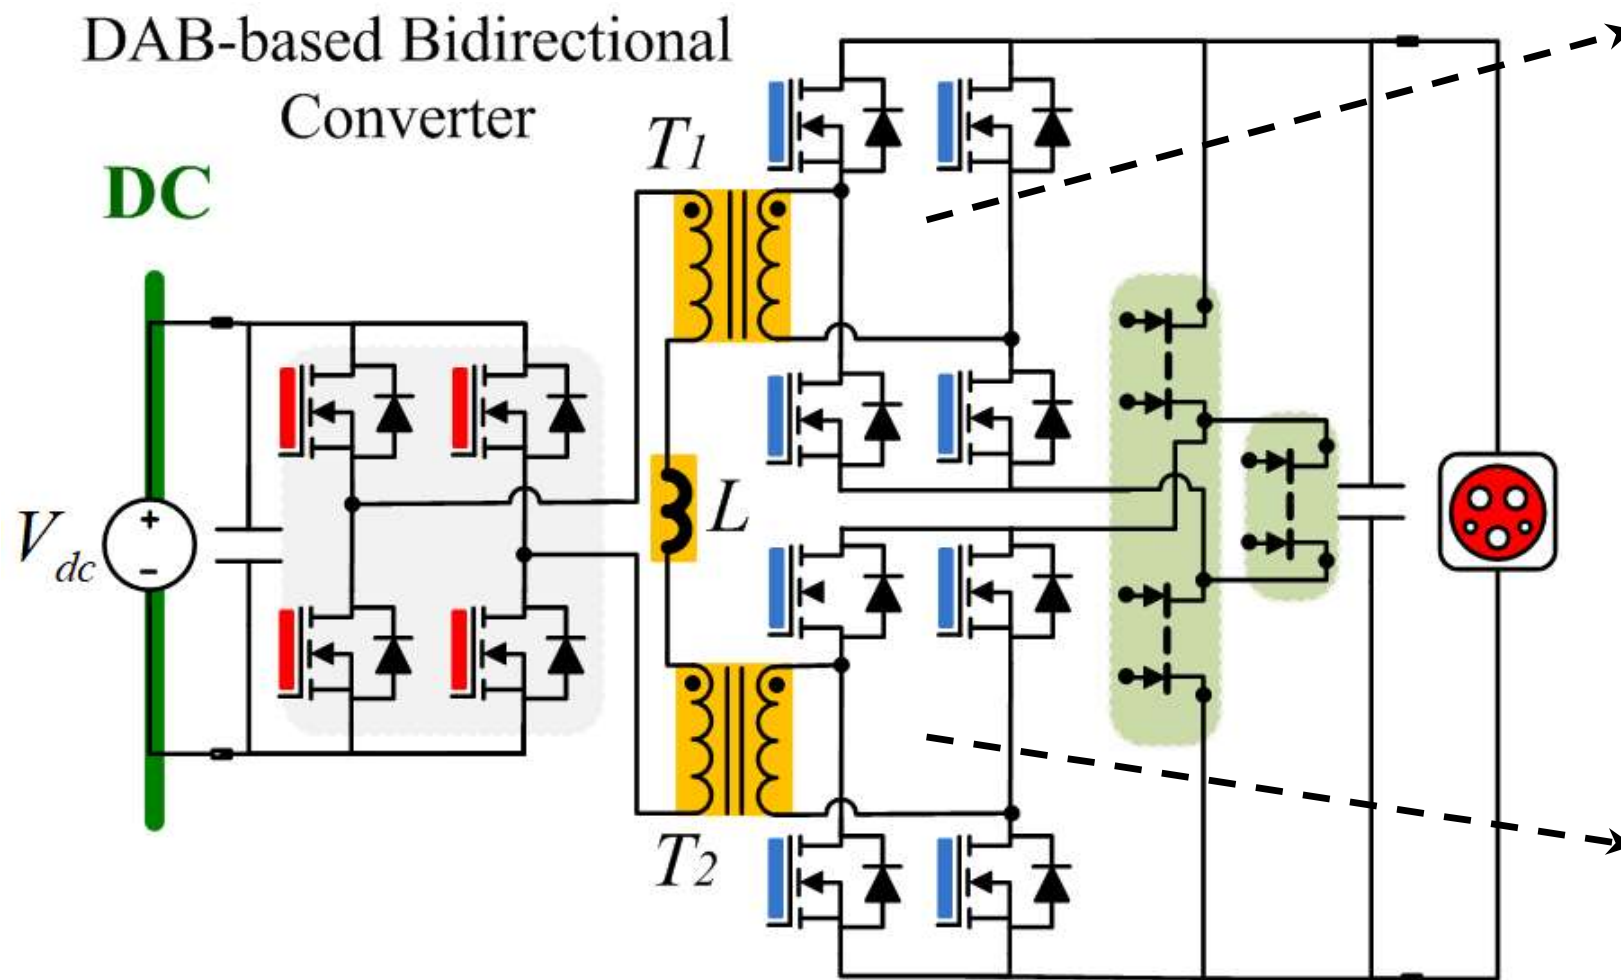 DAB-based Bidirectional
Converter
DC
T1
L
Vdc
+
-
T2